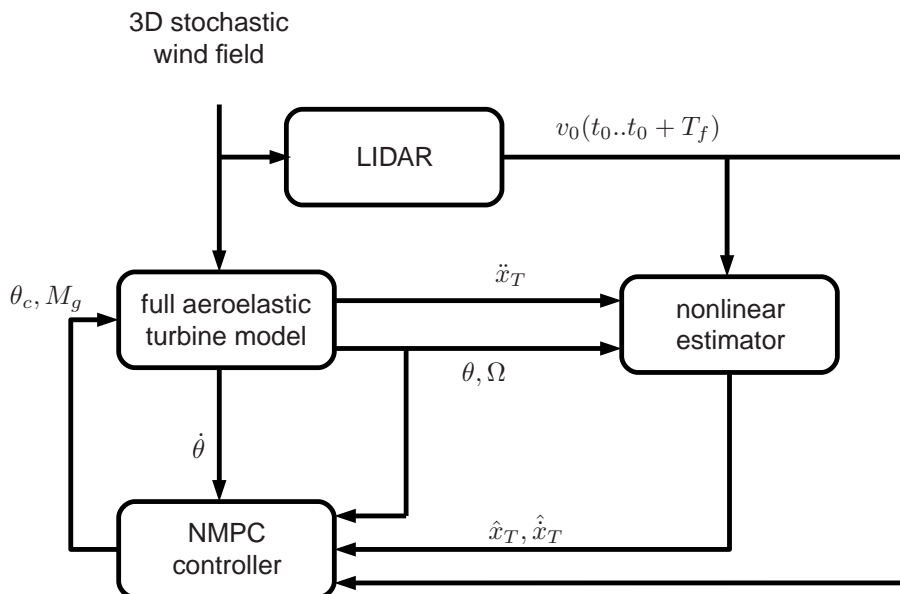 3D stochastic
wind field
LIDAR
v_0(t_0..t_0 + T_f)
θ_c, M_g
full aeroelastic
turbine model
ẍ_T
nonlinear
estimator
θ, Ω
θ̇
NMPC
controller
x̂_T, ẋ̂_T